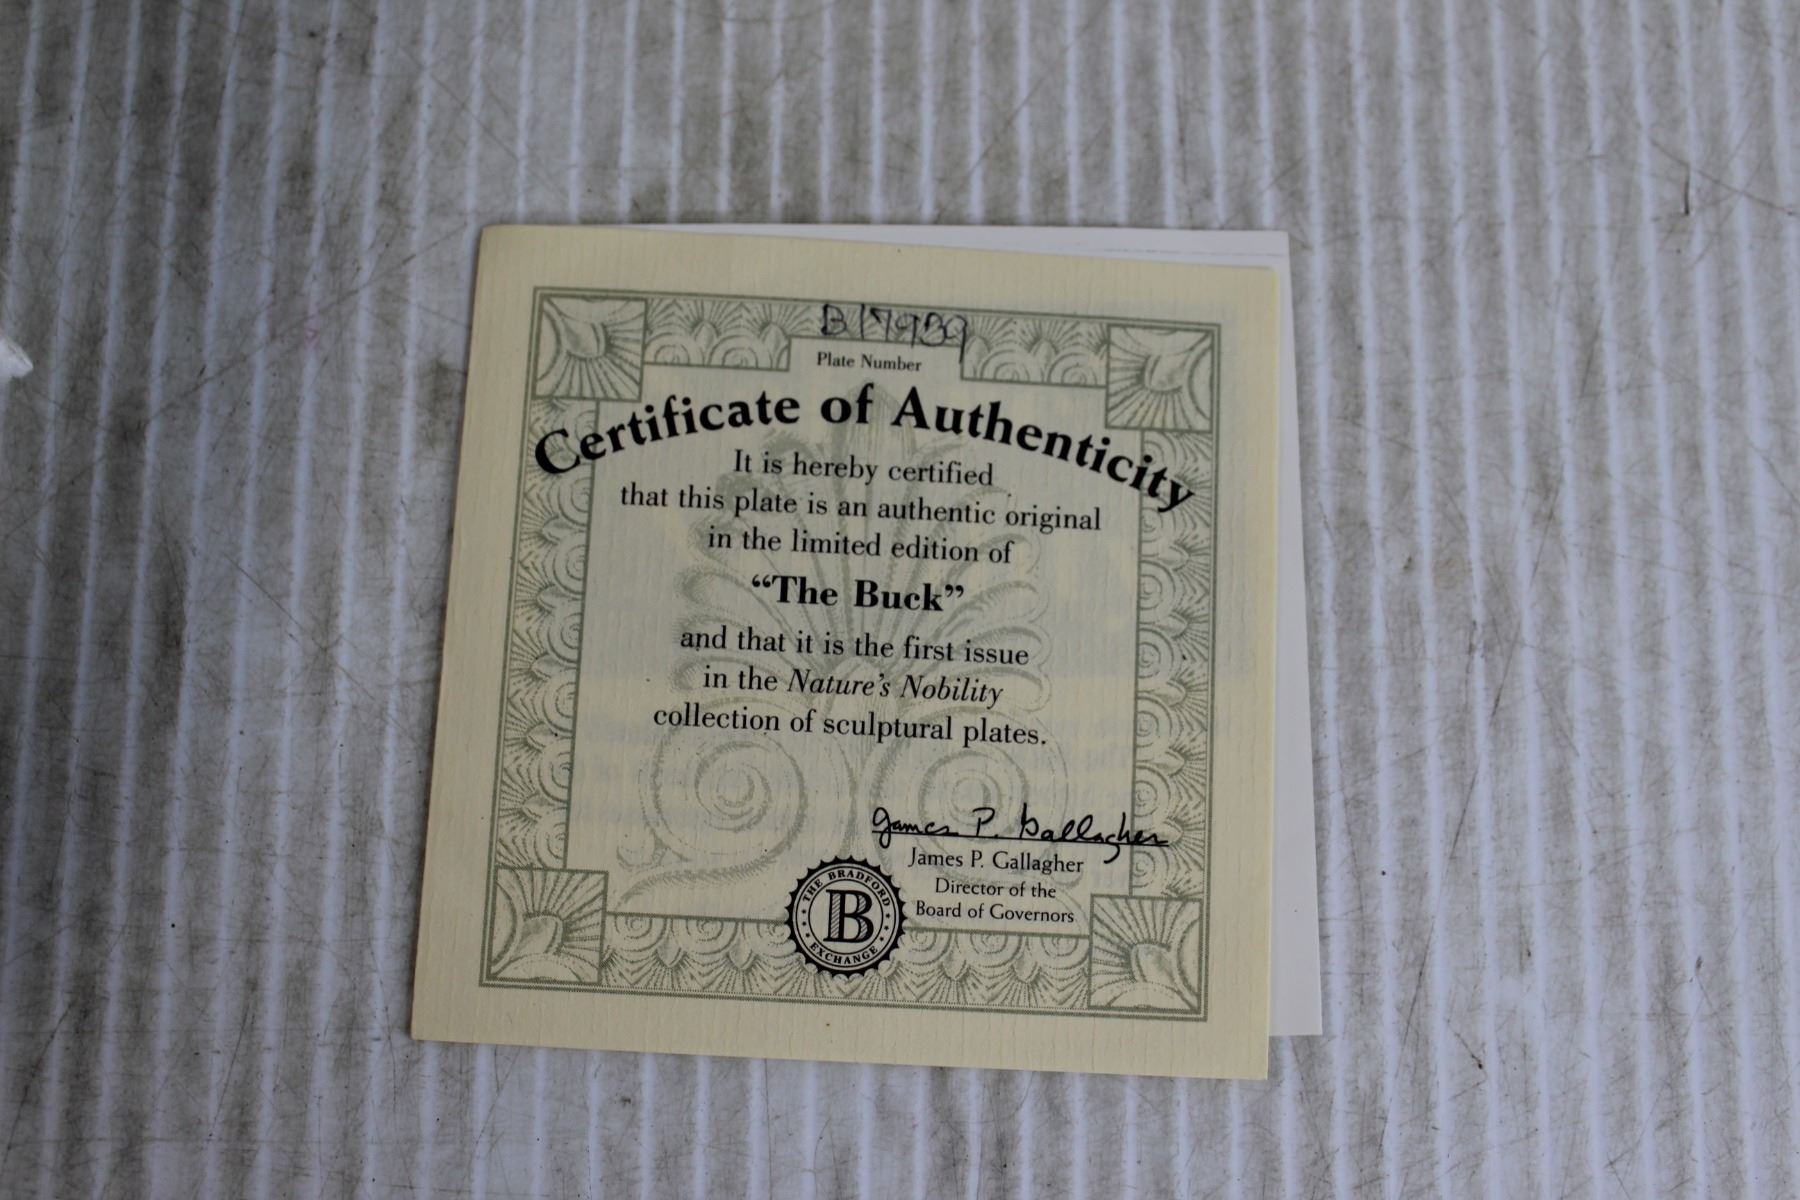 B17939
Plate Number
Certificate of Authenticity
It is hereby certified
that this plate is an authentic original
in the limited edition of
“The Buck”
and that it is the first issue
in the Nature’s Nobility
collection of sculptural plates.
James P. Gallagher
James P. Gallagher
Director of the
Board of Governors
THE BRADFORD
B
EXCHANGE